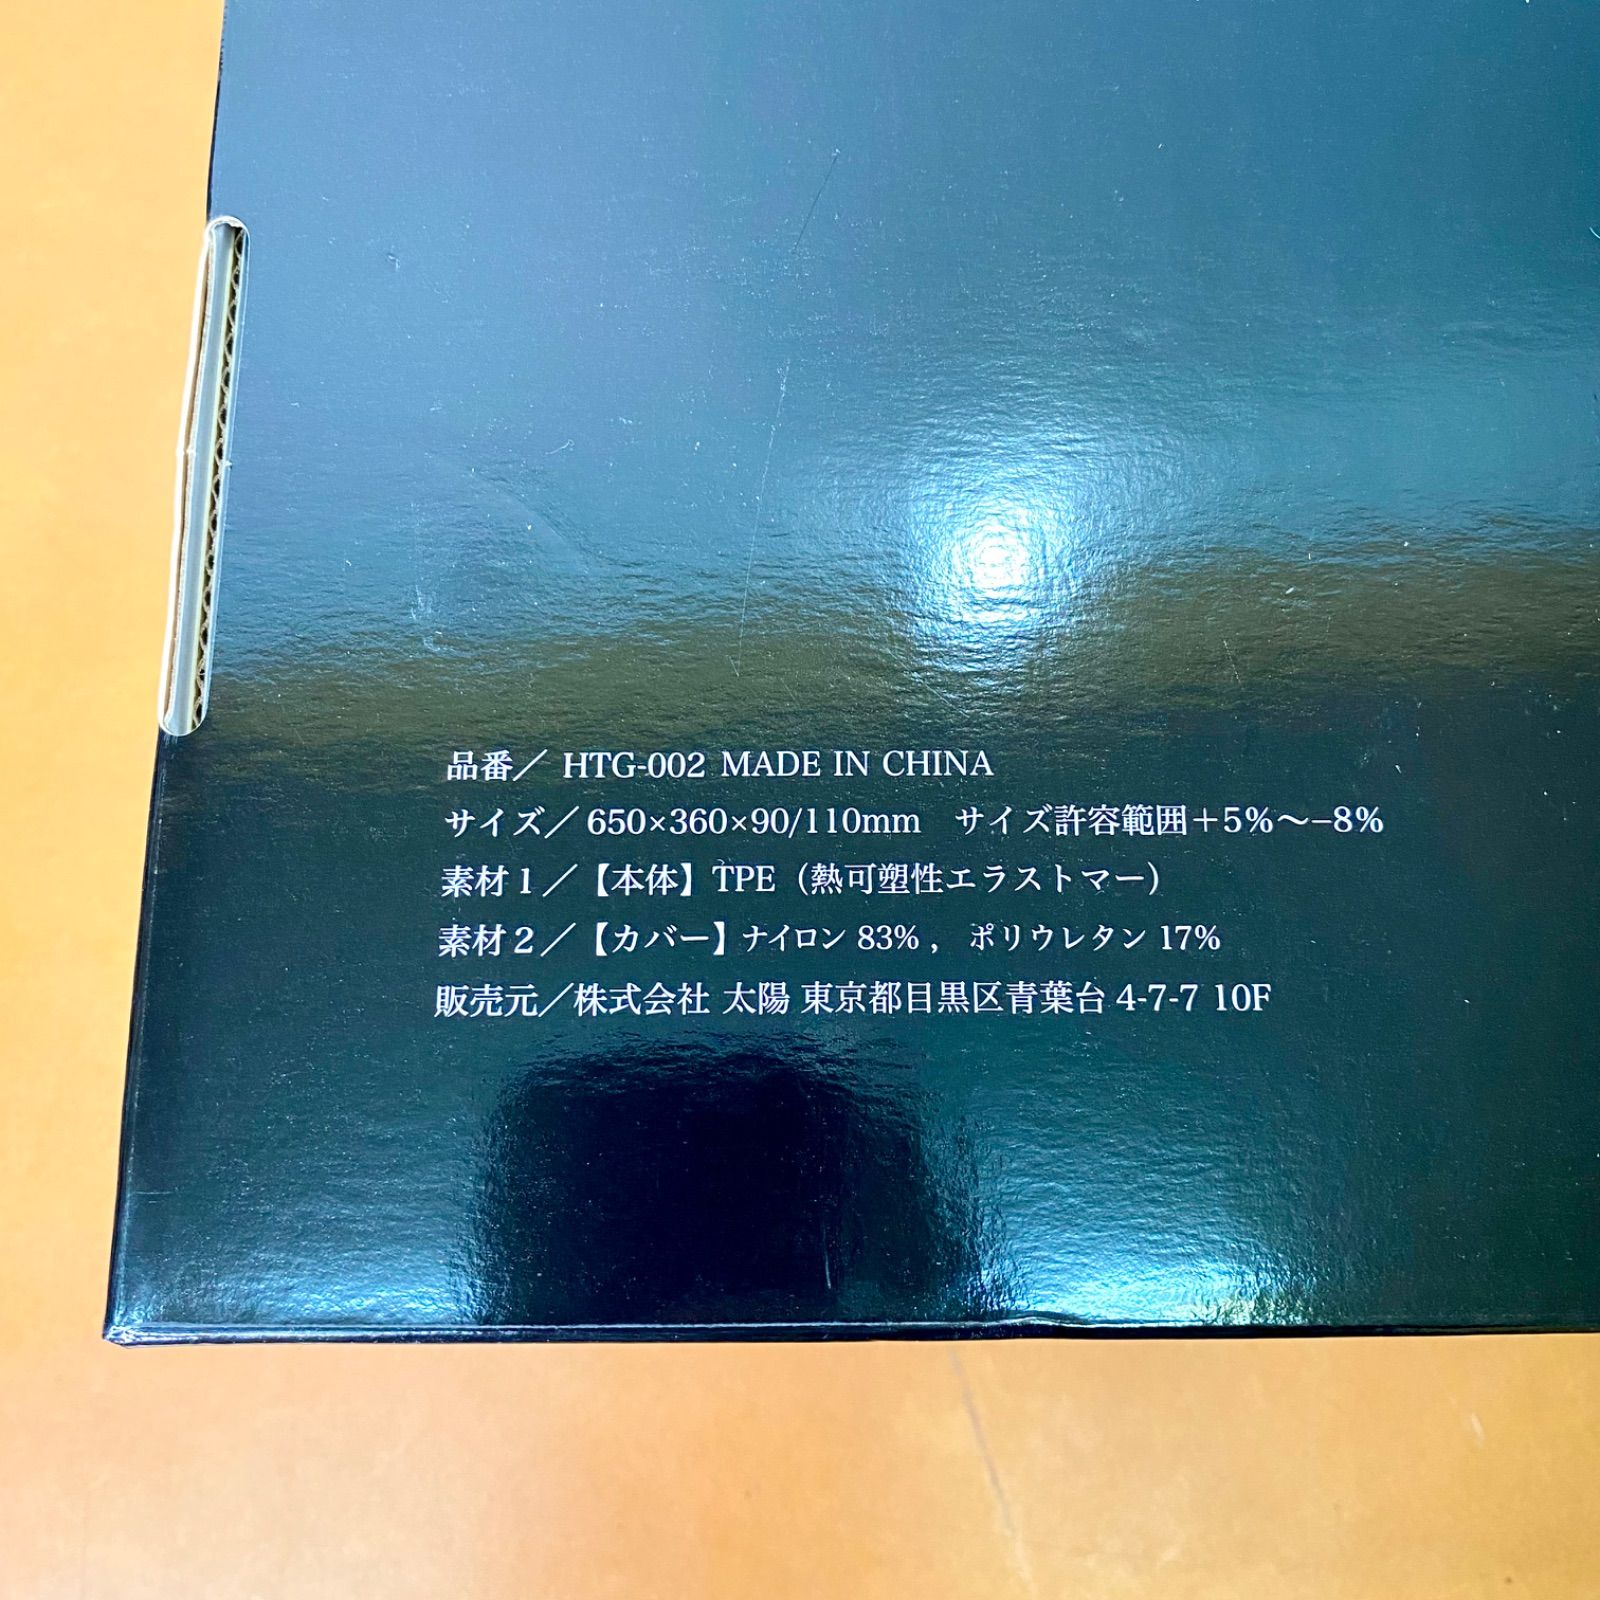 品番／ HTG-002 MADE IN CHINA
サイズ／650×360×90/110mm　サイズ許容範囲＋5%〜−8%
素材１／【本体】TPE（熱可塑性エラストマー）
素材２／【カバー】ナイロン 83% ， ポリウレタン 17%
販売元／株式会社 太陽 東京都目黒区青葉台 4-7-7 10F